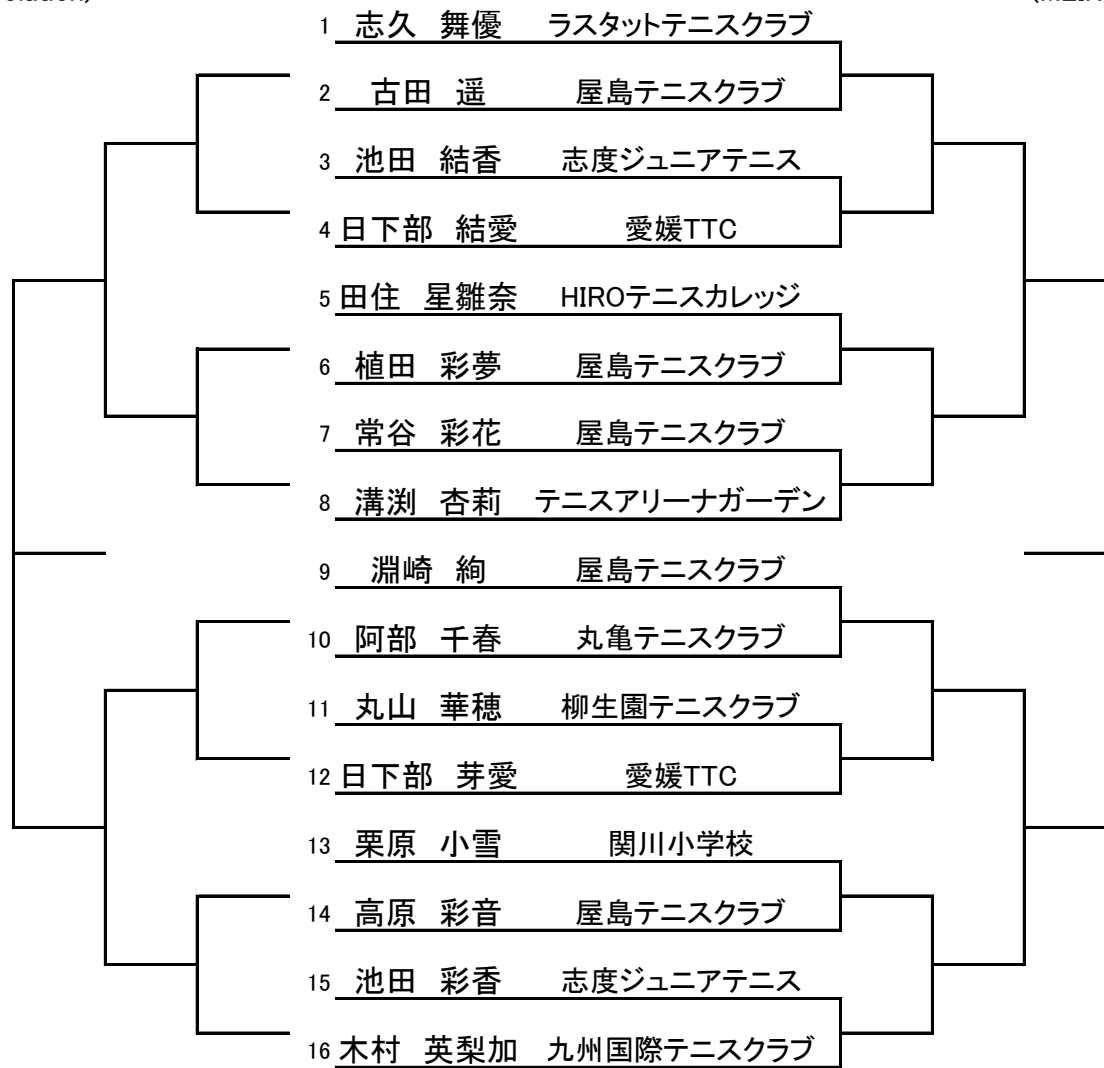 1 志久 舞優 ラスタットテニスクラブ
2 古田 遥 屋島テニスクラブ
3 池田 結香 志度ジュニアテニス
4 日下部 結愛 愛媛TTC
5 田住 星雛奈 HIROテニスカレッジ
6 植田 彩夢 屋島テニスクラブ
7 常谷 彩花 屋島テニスクラブ
8 溝渕 杏莉 テニスアリーナガーデン
9 淵崎 絢 屋島テニスクラブ
10 阿部 千春 丸亀テニスクラブ
11 丸山 華穂 柳生園テニスクラブ
12 日下部 芽愛 愛媛TTC
13 栗原 小雪 関川小学校
14 高原 彩音 屋島テニスクラブ
15 池田 彩香 志度ジュニアテニス
16 木村 英梨加 九州国際テニスクラブ